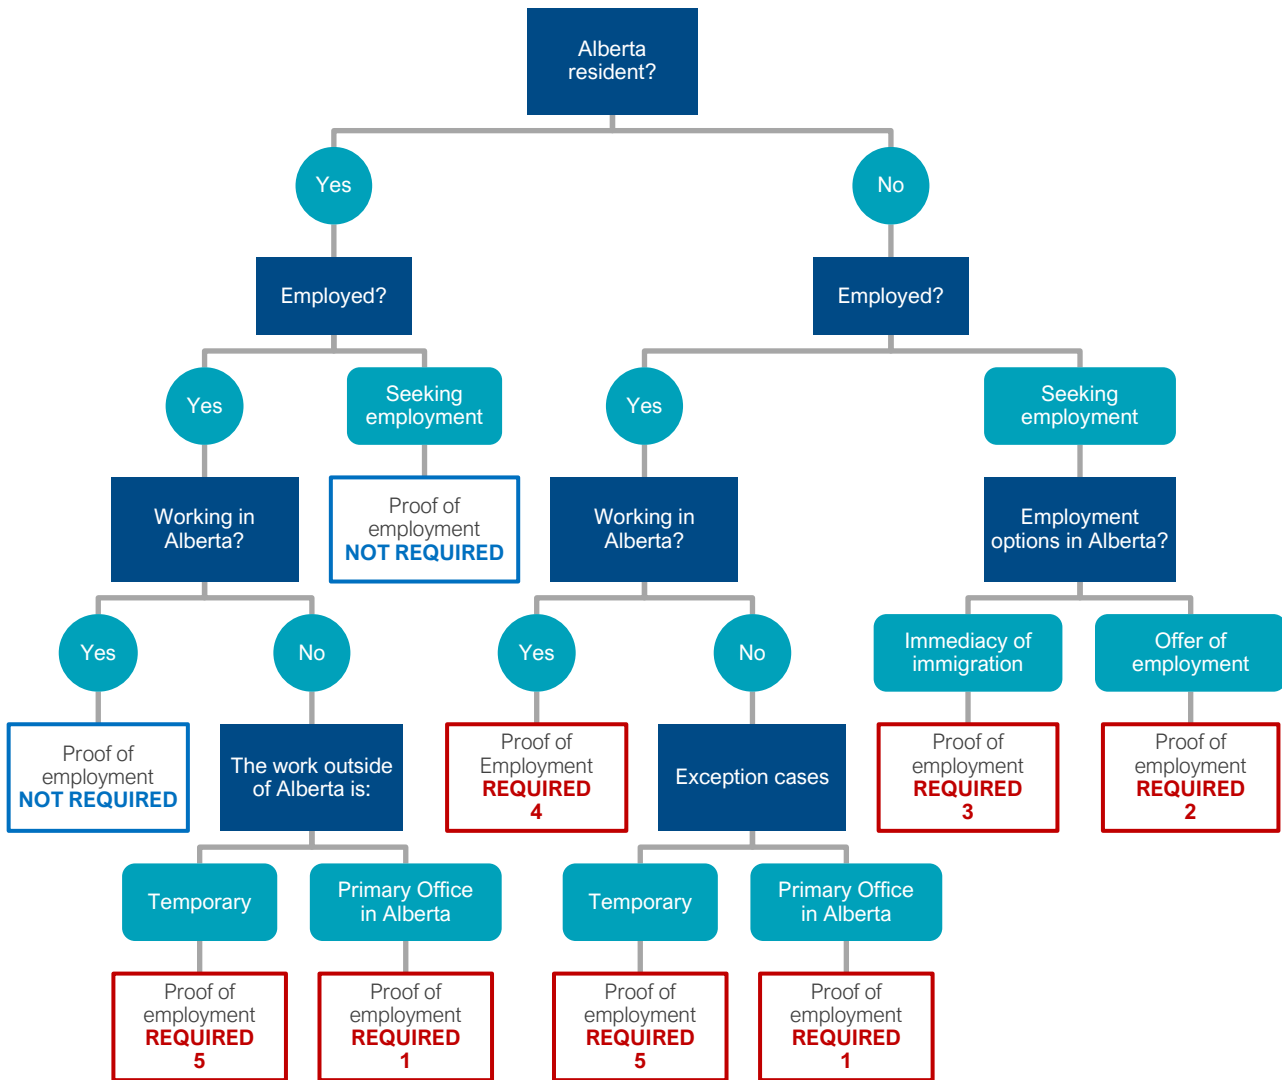 Alberta
resident?
Yes
No
Employed?
Employed?
Yes
Seeking
employment
Yes
Seeking
employment
Working in
Alberta?
Proof of
employment
NOT REQUIRED
Working in
Alberta?
Employment
options in Alberta?
Yes
No
Yes
No
Immediacy of
immigration
Offer of
employment
Proof of
employment
NOT REQUIRED
The work outside
of Alberta is:
Proof of
Employment
REQUIRED
4
Exception cases
Proof of
employment
REQUIRED
3
Proof of
employment
REQUIRED
2
Temporary
Primary Office
in Alberta
Temporary
Primary Office
in Alberta
Proof of
employment
REQUIRED
5
Proof of
employment
REQUIRED
1
Proof of
employment
REQUIRED
5
Proof of
employment
REQUIRED
1